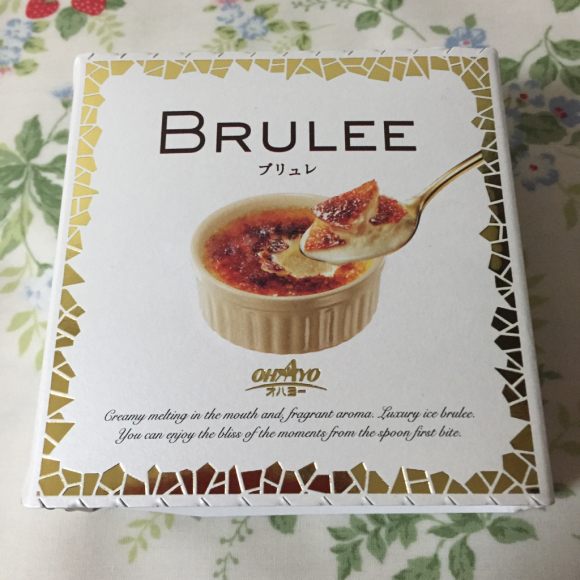 BRULEE
ブリュレ
OHAYO
オハヨー
Creamy melting in the mouth and, fragrant aroma. Luxury ice brulee.
You can enjoy the bliss of the moments from the spoon first bite.